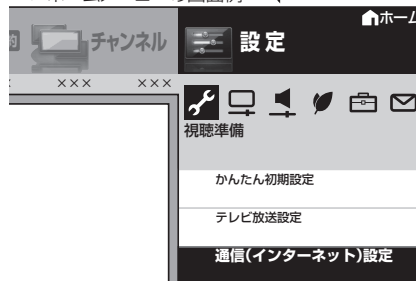 ホーム
チャンネル
設定
××× ×××
視聴準備
かんたん初期設定
テレビ放送設定
通信(インターネット)設定